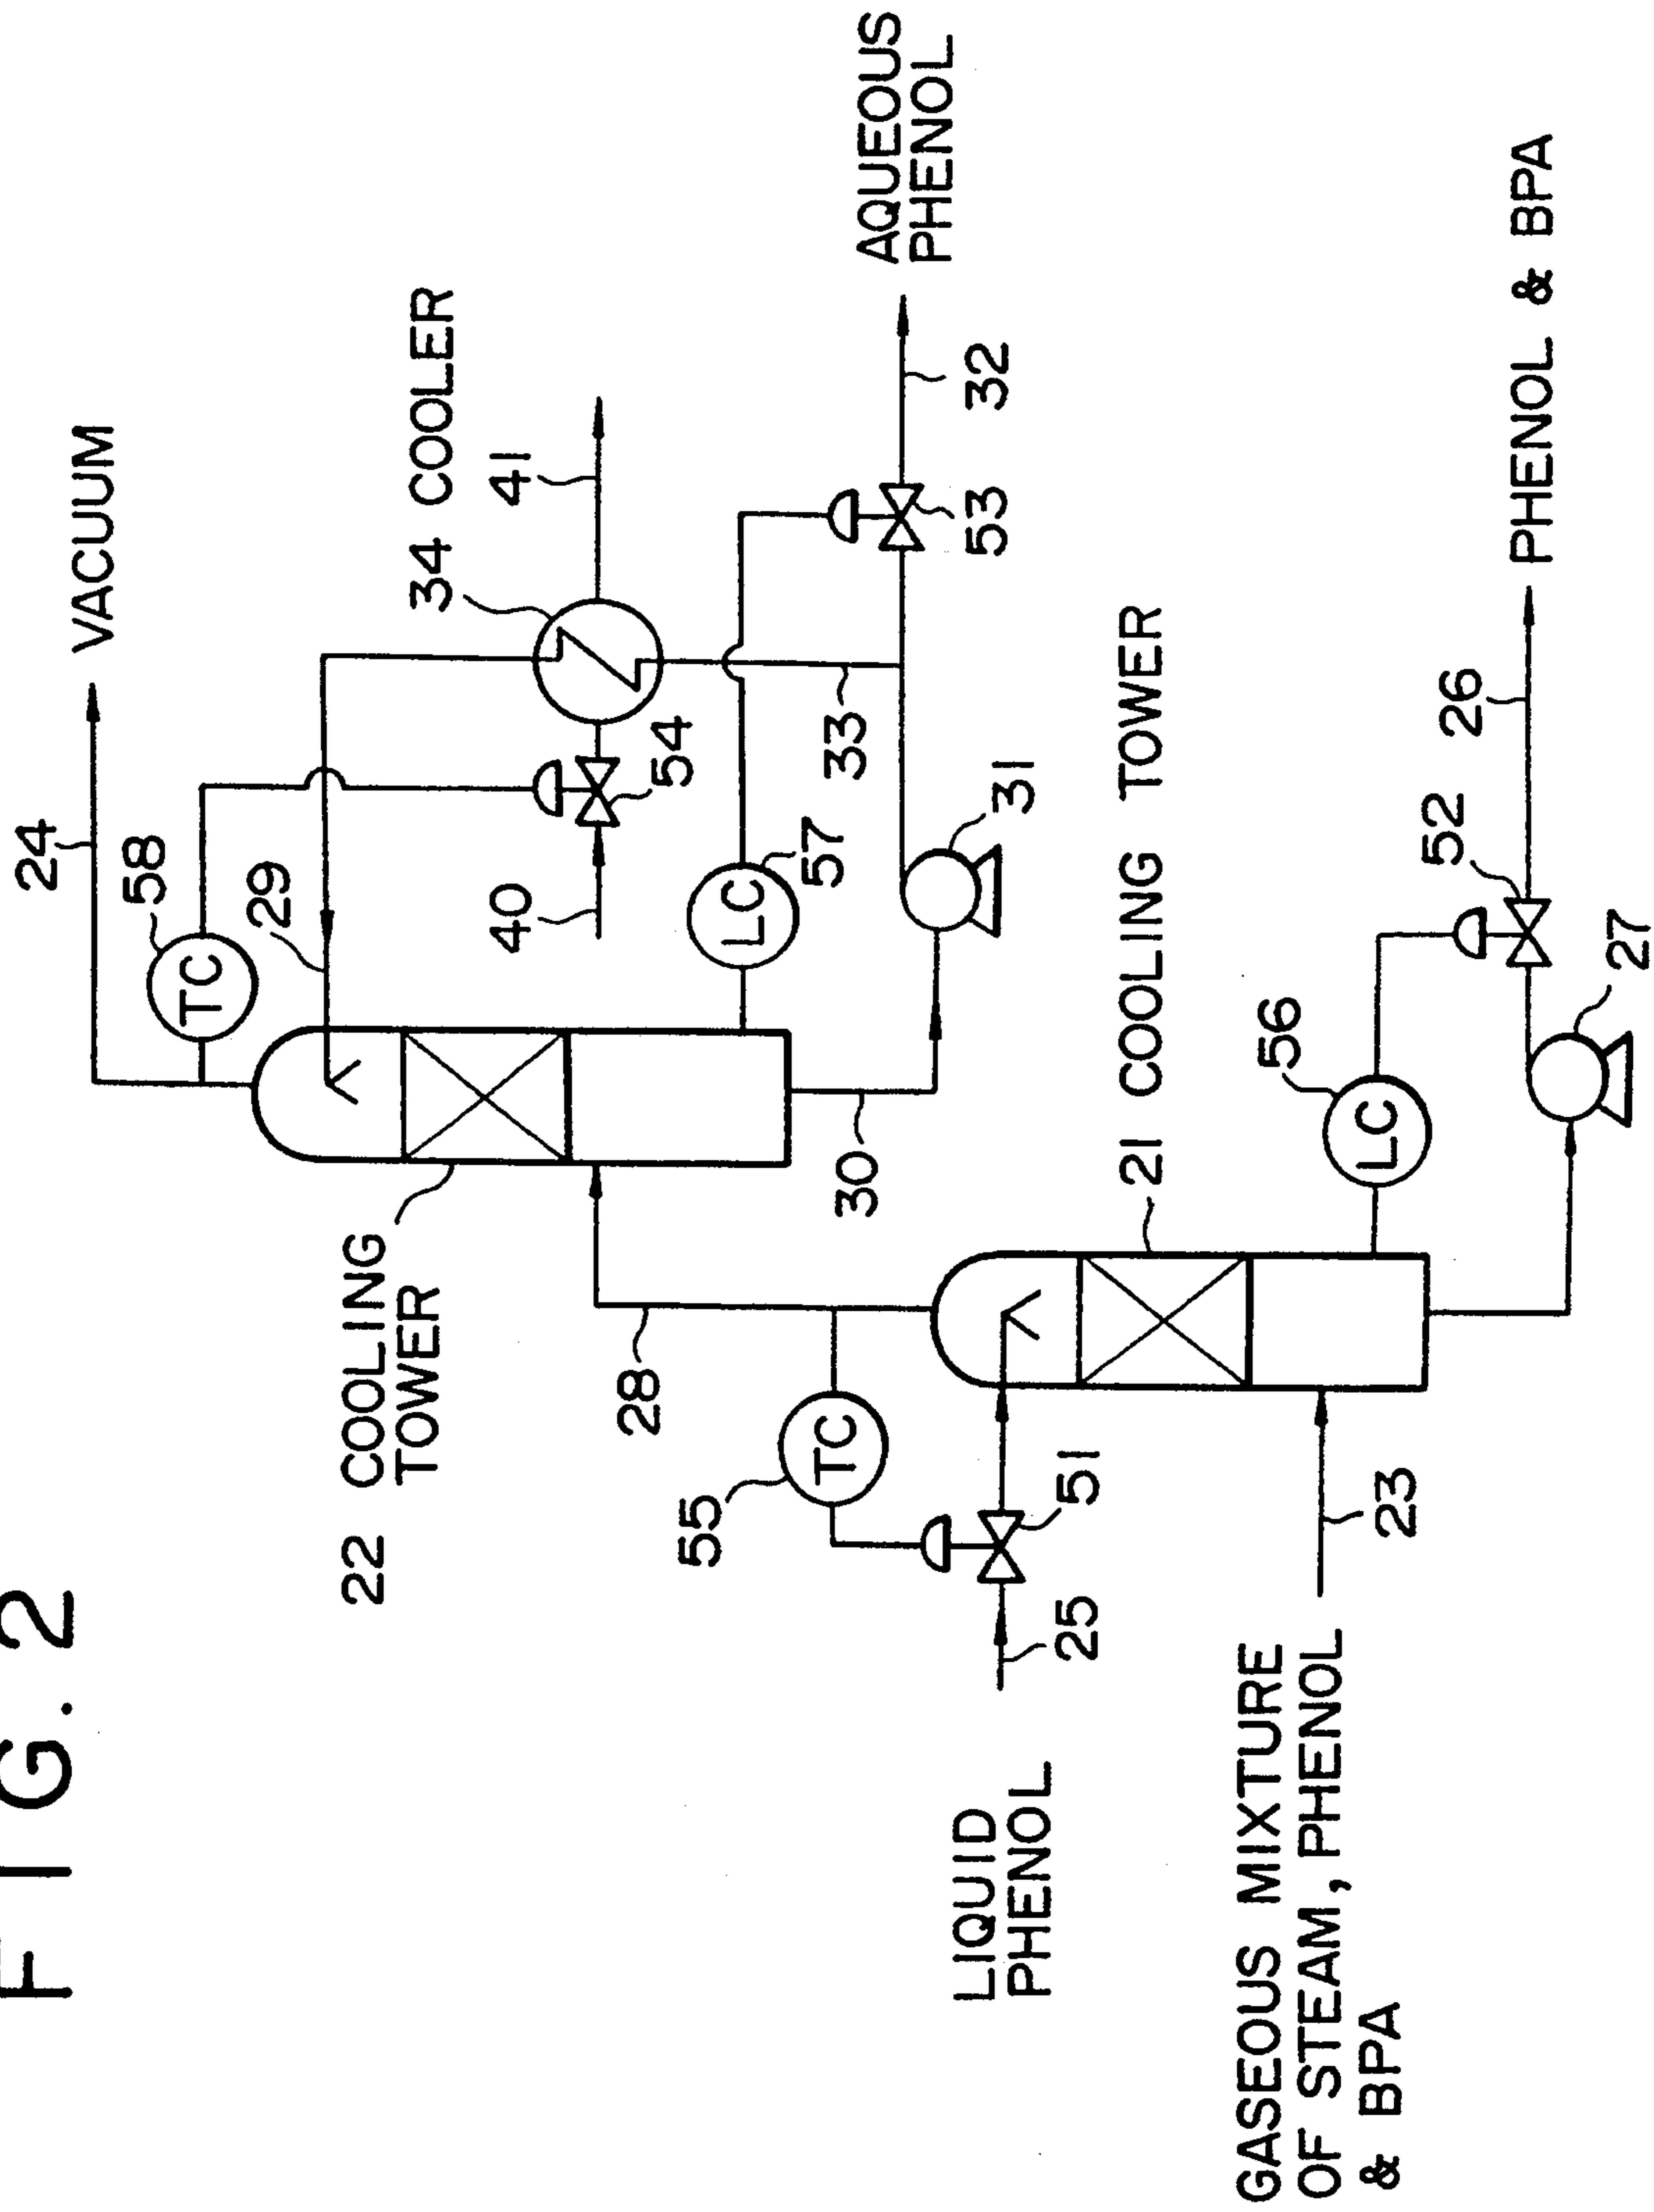 FIG. 2
24
VACUUM
58
TC
29
34 COOLER
41
40
54
22 COOLING
TOWER
28
LC
57
33
53
32
AQUEOUS
PHENOL
30
31
55
TC
51
25
LIQUID
PHENOL
21 COOLING TOWER
56
LC
52
26
PHENOL & BPA
27
23
GASEOUS MIXTURE
OF STEAM, PHENOL
& BPA